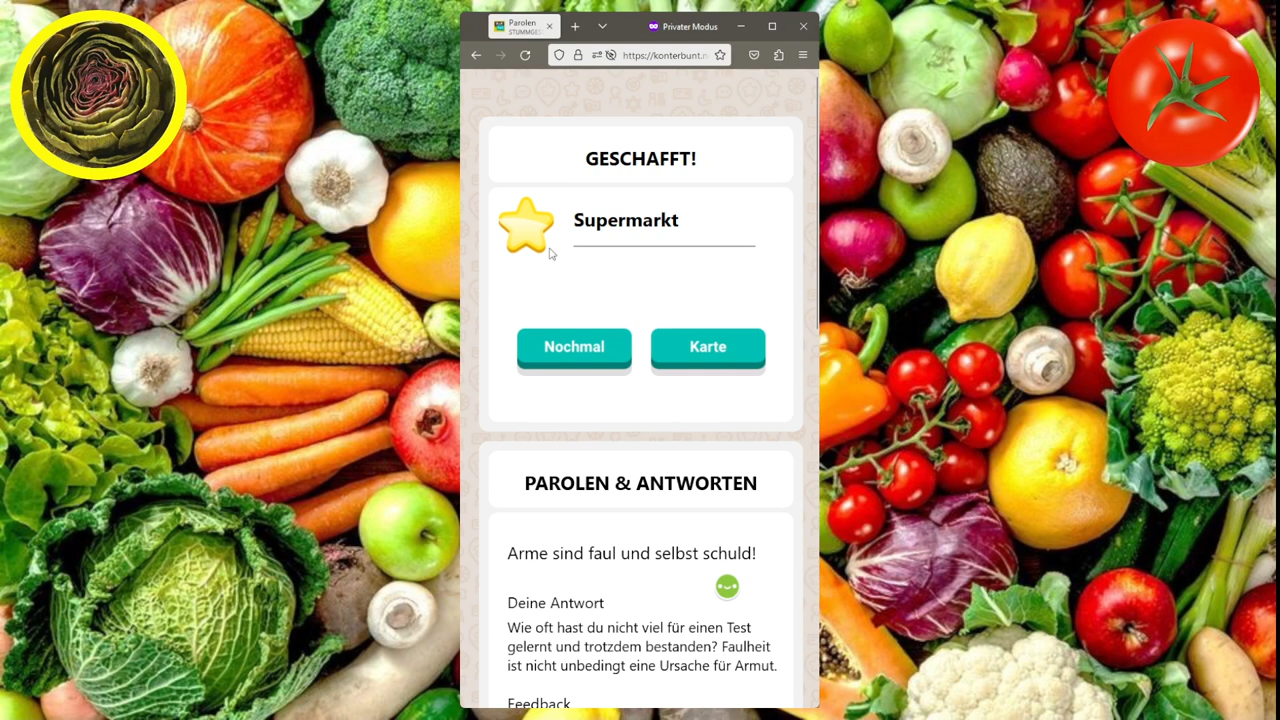 Parolen
STUMMGES
Privater Modus
https://konterbunt.
GESCHAFFT!
Supermarkt
Nochmal
Karte
PAROLEN & ANTWORTEN
Arme sind faul und selbst schuld!
Deine Antwort
Wie oft hast du nicht viel für einen Test
gelernt und trotzdem bestanden? Faulheit
ist nicht unbedingt eine Ursache für Armut.
Feedback